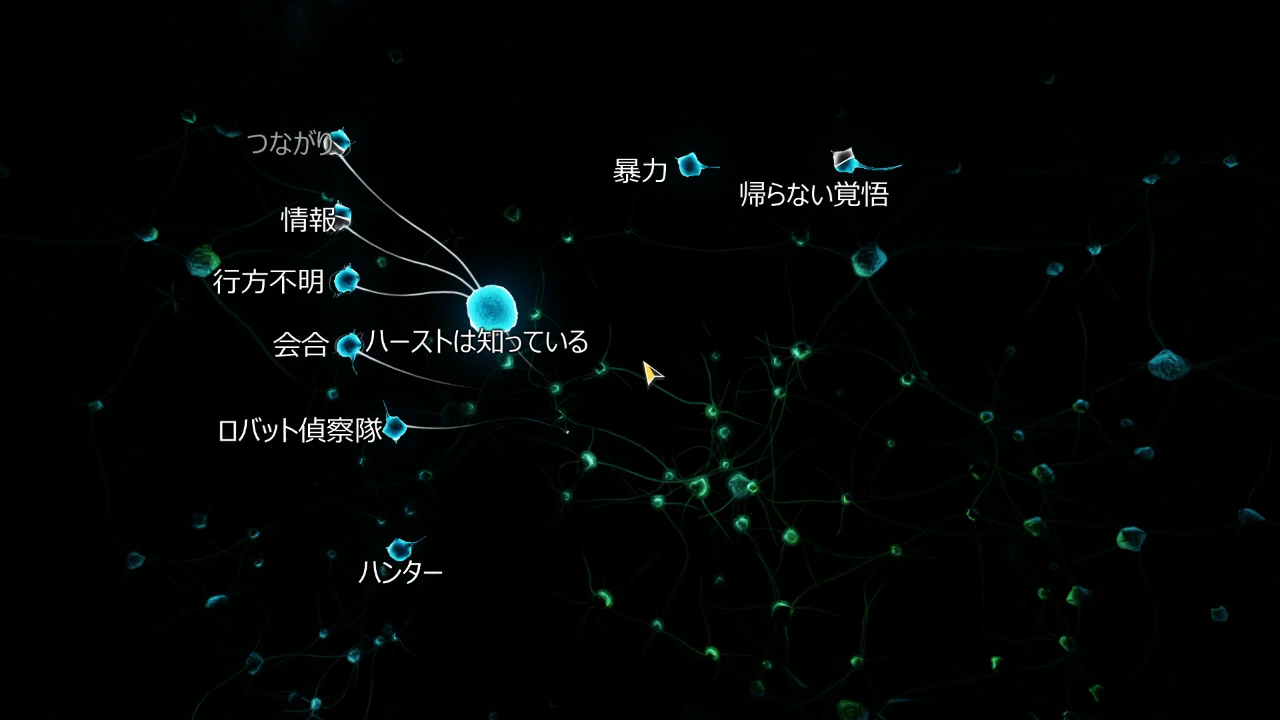 つながり
暴力
帰らない覚悟
情報
行方不明
会合
ハーストは知っている
ロバット偵察隊
ハンター